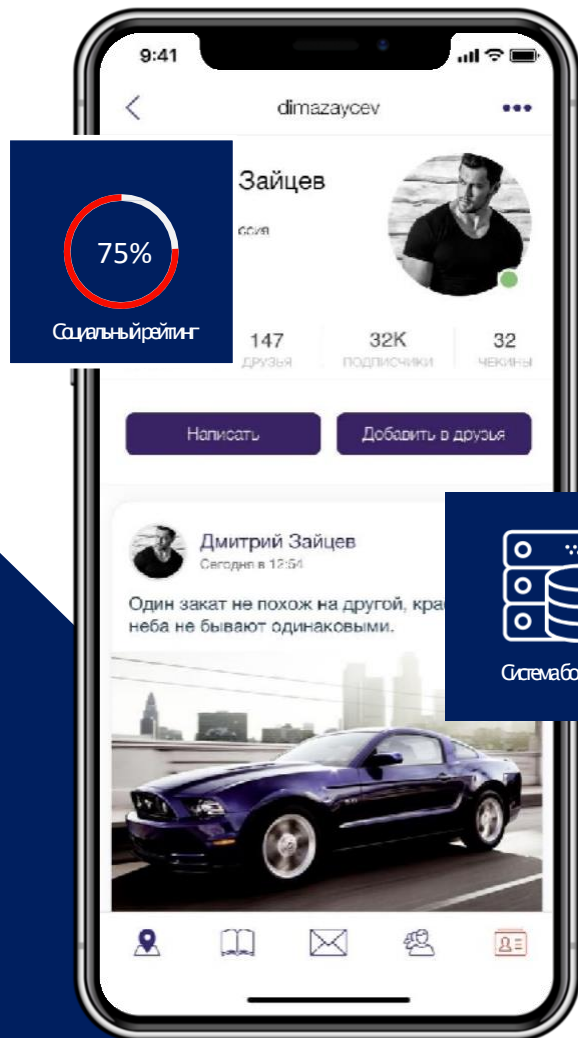 9:41
dimazaycev
Зайцев
ссия
75%
Социальный рейтинг
147
32K
32
ДРУЗЬЯ
ПОДПИСЧИКИ
ЧЕКИНЫ
Написать
Добавить в друзья
Дмитрий Зайцев
Сегодня в 12:54
Один закат не похож на другой, кра
неба не бывают одинаковыми.
Система бо